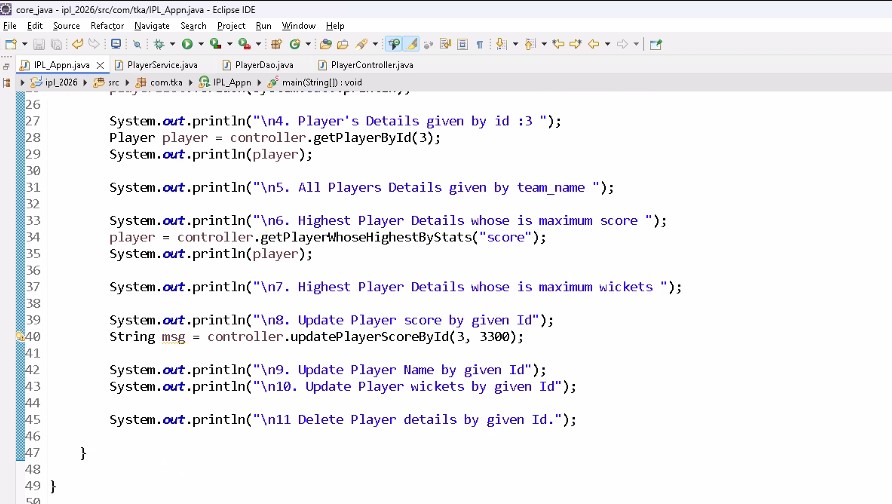 core_java - ipl_2026/src/com/tka/IPL_Appn.java - Eclipse IDE
File Edit Source Refactor Navigate Search Project Run Window Help
IPL_Appn.java PlayerService.java PlayerDao.java PlayerController.java
ipl_2026 src com.tka IPL_Appn main(String[]) : void
26
27 System.out.println("\n4. Player's Details given by id :3 ");
28 Player player = controller.getPlayerById(3);
29 System.out.println(player);
30
31 System.out.println("\n5. All Players Details given by team_name ");
32
33 System.out.println("\n6. Highest Player Details whose is maximum score ");
34 player = controller.getPlayerWhoseHighestByStats("score");
35 System.out.println(player);
36
37 System.out.println("\n7. Highest Player Details whose is maximum wickets ");
38
39 System.out.println("\n8. Update Player score by given Id");
40 String msg = controller.updatePlayerScoreById(3, 3300);
41
42 System.out.println("\n9. Update Player Name by given Id");
43 System.out.println("\n10. Update Player wickets by given Id");
44
45 System.out.println("\n11 Delete Player details by given Id.");
46
47 }
48
49 }
50